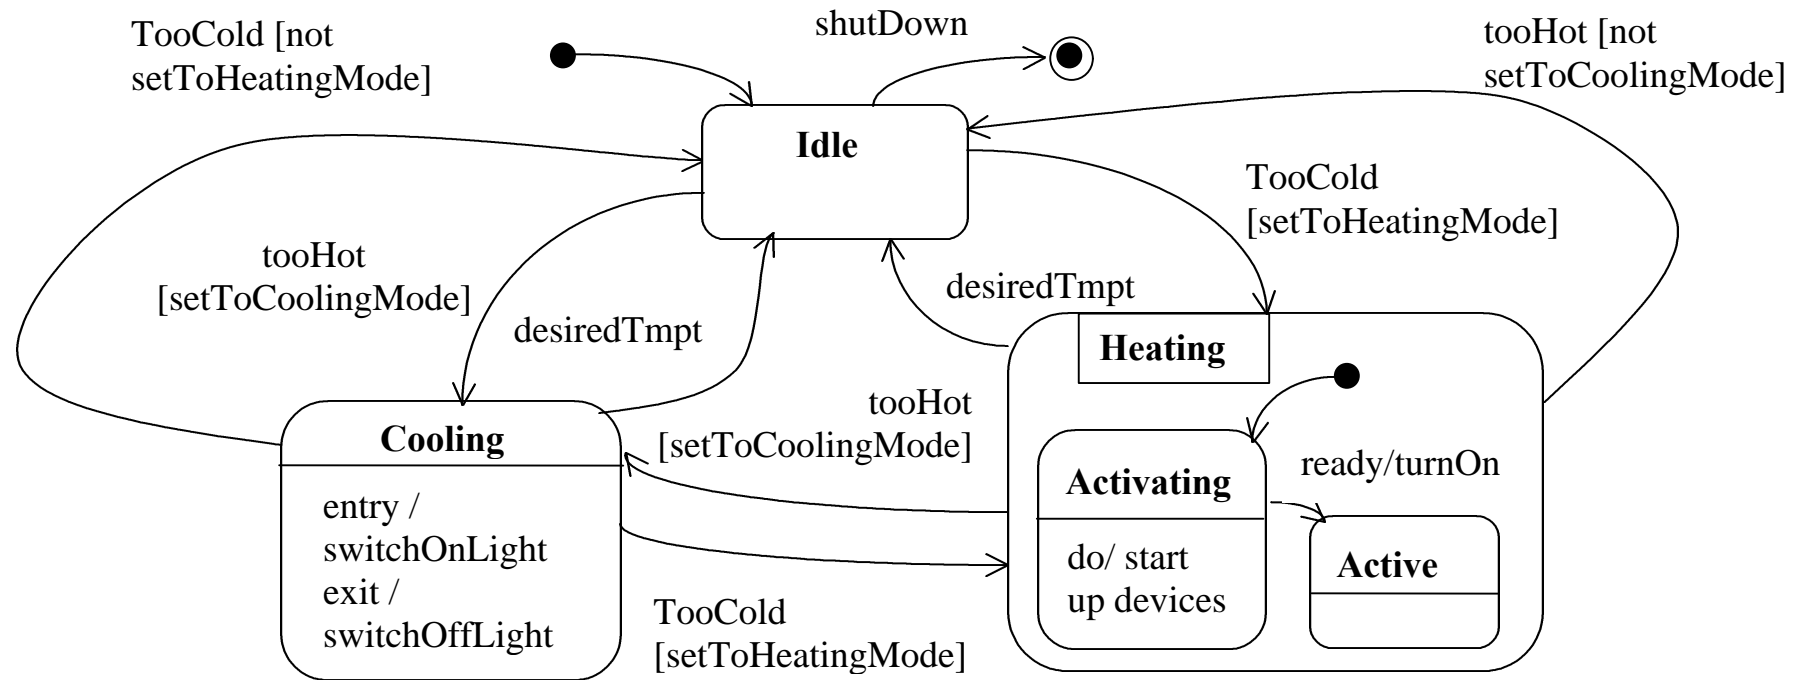 TooCold [not
setToHeatingMode]
shutDown
tooHot [not
setToCoolingMode]
Idle
TooCold
[setToHeatingMode]
tooHot
[setToCoolingMode]
desiredTmpt
desiredTmpt
Heating
tooHot
[setToCoolingMode]
Cooling
entry /
switchOnLight
exit /
switchOffLight
ready/turnOn
Activating
do/ start
up devices
Active
TooCold
[setToHeatingMode]